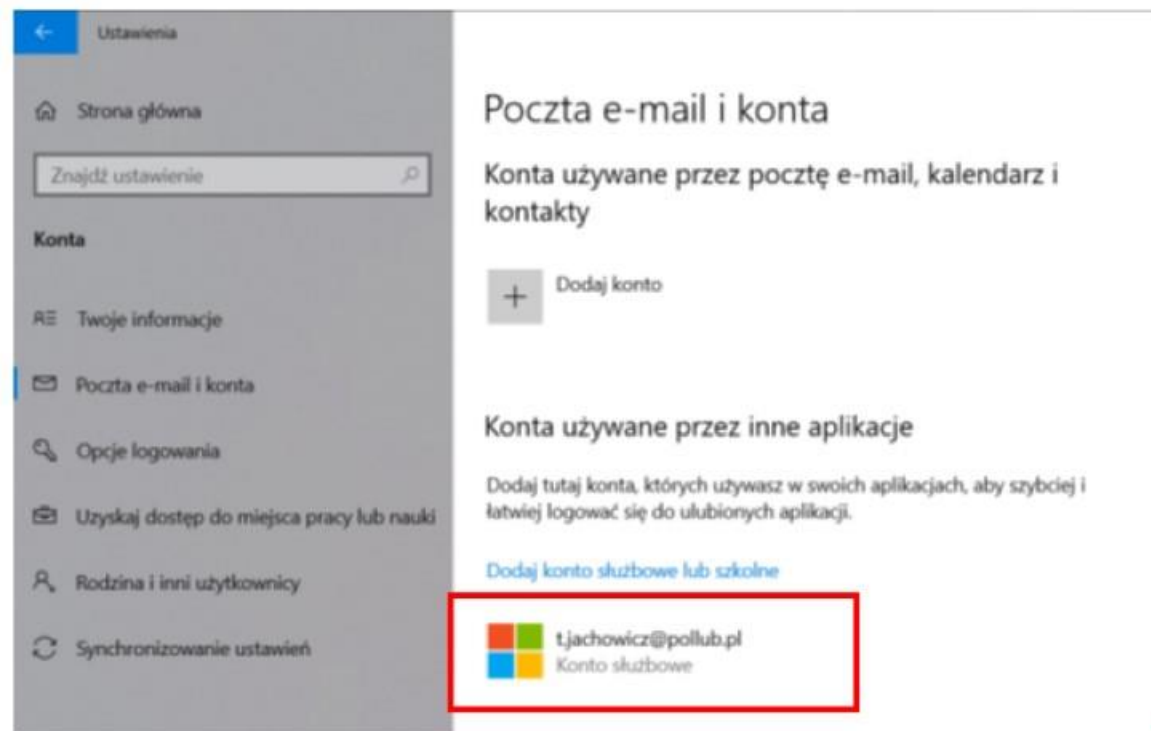 Ustawienia
Strona główna
Znajdź ustawienie
Konta
Twoje informacje
Poczta e-mail i konta
Opcje logowania
Uzyskaj dostęp do miejsca pracy lub nauki
Rodzina i inni użytkownicy
Synchronizowanie ustawień
Poczta e-mail i konta
Konta używane przez pocztę e-mail, kalendarz i
kontakty
Dodaj konto
Konta używane przez inne aplikacje
Dodaj tutaj konta, których używasz w swoich aplikacjach, aby szybciej i
łatwiej logować się do ulubionych aplikacji.
Dodaj konto służbowe lub szkolne
t.jachowicz@pollub.pl
Konto służbowe